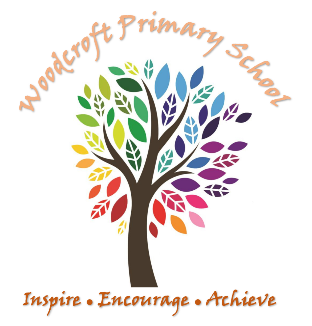 Woodcroft Primary School
Inspire • Encourage • Achieve